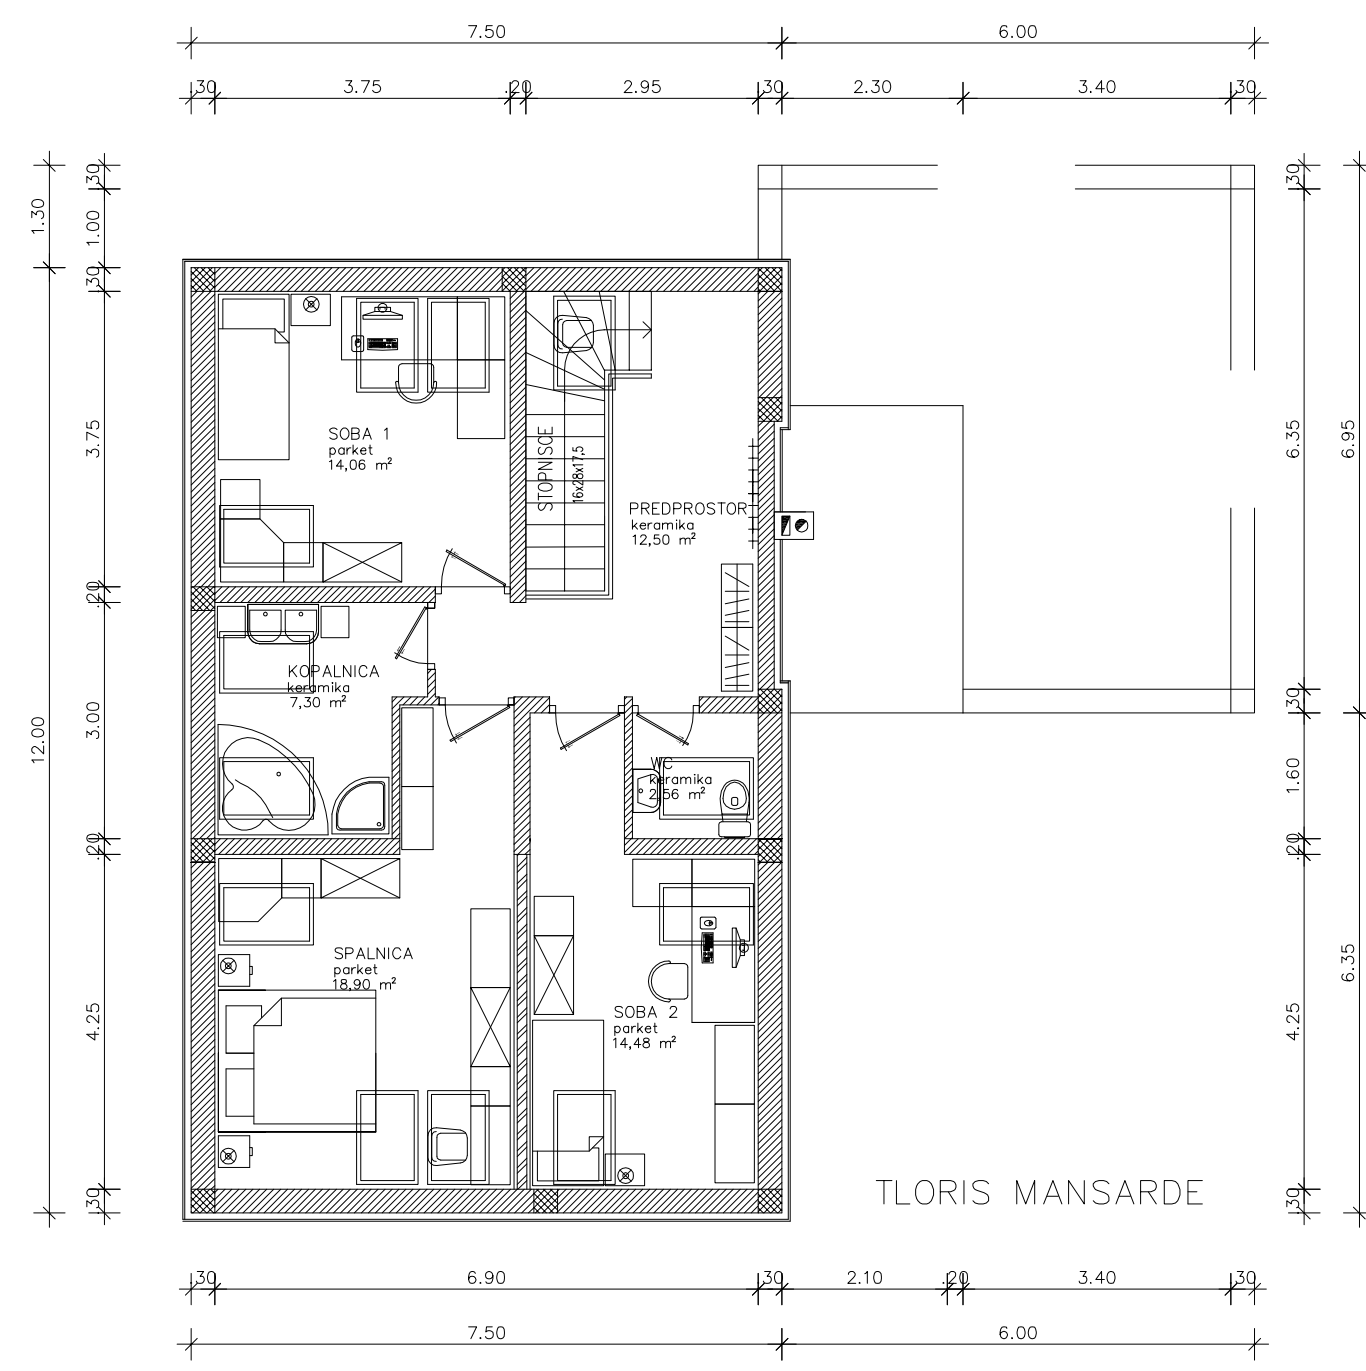 7.50
6.00
.30
3.75
.20
2.95
.30
2.30
3.40
.30
.30
1.30
1.00
.30
3.75
.20
3.00
12.00
.20
4.25
.30
.30
6.35
6.95
.30
1.60
.20
6.35
4.25
.30
SOBA 1
parket
14,06 m²
STOPNISCE
16x28x17,5
PREDPROSTOR
keramika
12,50 m²
KOPALNICA
keramika
7,30 m²
WC
keramika
2,56 m²
SPALNICA
parket
18,90 m²
SOBA 2
parket
14,48 m²
TLORIS MANSARDE
.30
6.90
.30
2.10
.20
3.40
.30
7.50
6.00